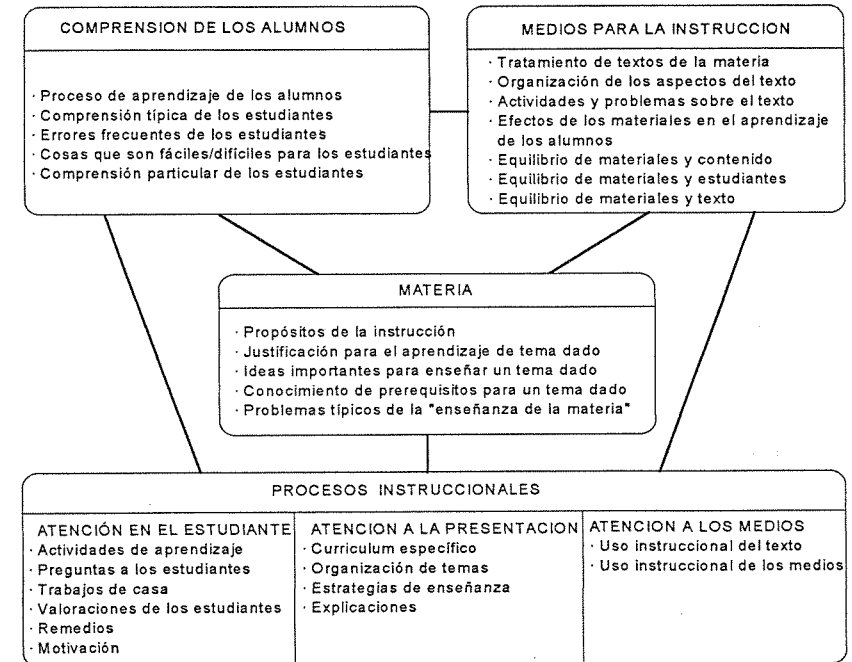 COMPRENSION DE LOS ALUMNOS
· Proceso de aprendizaje de los alumnos
· Comprensión típica de los estudiantes
· Errores frecuentes de los estudiantes
· Cosas que son fáciles/difíciles para los estudiantes
· Comprensión particular de los estudiantes
MEDIOS PARA LA INSTRUCCION
· Tratamiento de textos de la materia
· Organización de los aspectos del texto
· Actividades y problemas sobre el texto
· Efectos de los materiales en el aprendizaje
de los alumnos
· Equilibrio de materiales y contenido
· Equilibrio de materiales y estudiantes
· Equilibrio de materiales y texto
MATERIA
· Propósitos de la instrucción
· Justificación para el aprendizaje de tema dado
· Ideas importantes para enseñar un tema dado
· Conocimiento de prerequisitos para un tema dado
· Problemas típicos de la "enseñanza de la materia"
PROCESOS INSTRUCCIONALES
ATENCIÓN EN EL ESTUDIANTE
· Actividades de aprendizaje
· Preguntas a los estudiantes
· Trabajos de casa
· Valoraciones de los estudiantes
· Remedios
· Motivación
ATENCION A LA PRESENTACION
· Curriculum específico
· Organización de temas
· Estrategias de enseñanza
· Explicaciones
ATENCION A LOS MEDIOS
· Uso instruccional del texto
· Uso instruccional de los medios